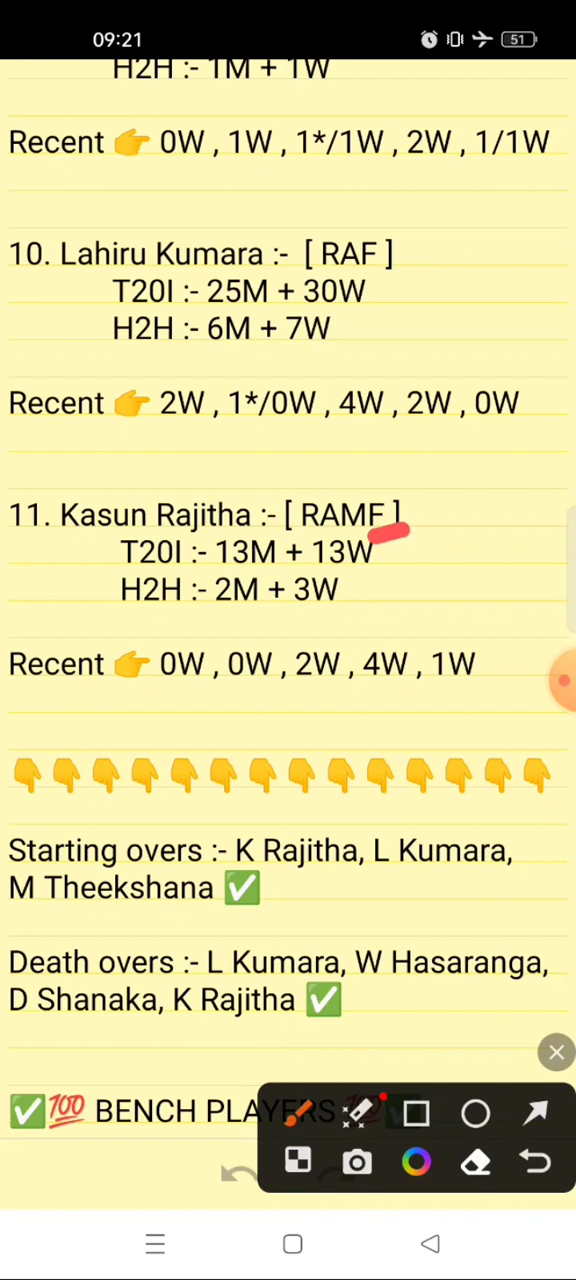 09:21
51
H2H :- 1M + 1W
Recent 👉 0W , 1W , 1*/1W , 2W , 1/1W
10. Lahiru Kumara :- [ RAF ]
T20I :- 25M + 30W
H2H :- 6M + 7W
Recent 👉 2W , 1*/0W , 4W , 2W , 0W
11. Kasun Rajitha :- [ RAMF ]
T20I :- 13M + 13W
H2H :- 2M + 3W
Recent 👉 0W , 0W , 2W , 4W , 1W
👇👇👇👇👇👇👇👇👇👇👇👇👇👇
Starting overs :- K Rajitha, L Kumara,
M Theekshana ✅
Death overs :- L Kumara, W Hasaranga,
D Shanaka, K Rajitha ✅
✅💯 BENCH PLAYERS 💯✅